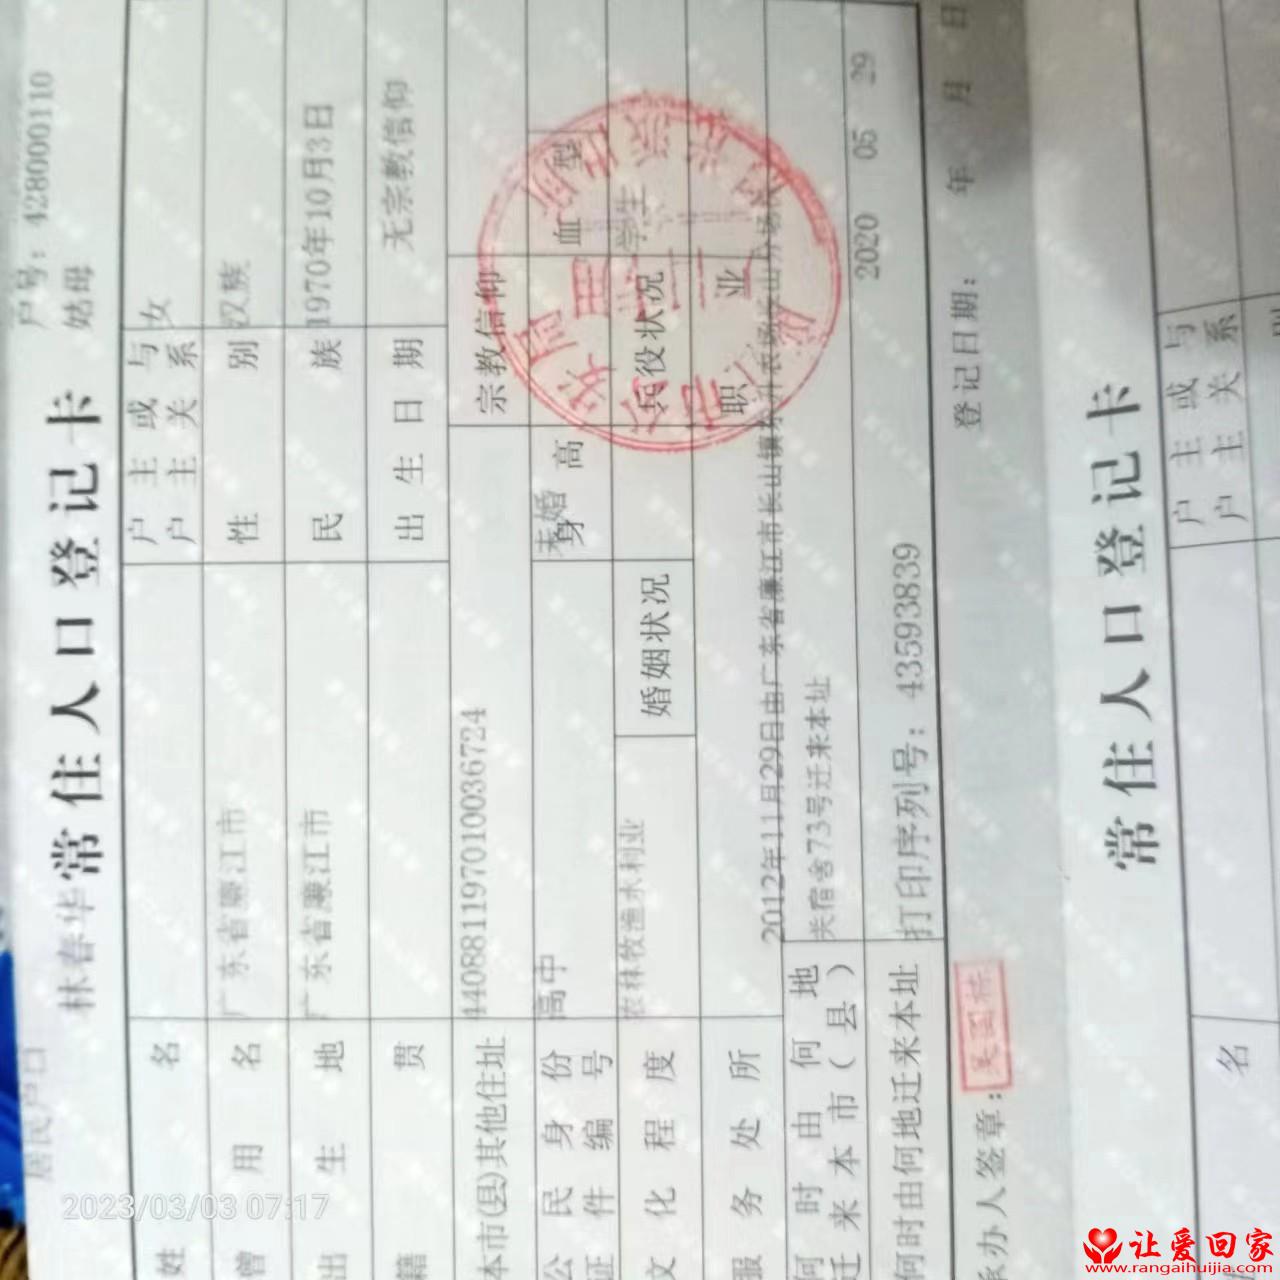 居民户口
户号: 428000110
林春华
姑母
常住人口登记卡
姓名
户主或与
户主关系
女
曾用名
广东省廉江市
性别
汉族
出生地
广东省廉江市
民族
1970年10月3日
籍贯
出生日期
无宗教信仰
本市(县)其他住址
440881197010036724
宗教信仰
公民身份
证件编号
高中
未婚
身高
血型
文化程度
农林牧渔水利业
婚姻状况
兵役状况
学生
服务处所
职业
何时由何地
迁来本市(县)
2012年11月29日由广东省廉江市长山镇
关宿舍73号迁来本址
何时由何地迁来本址
打印序列号: 43593839
2020 05 29
承办人签章:
吴国栋
登记日期: 年 月 日
常住人口登记卡
名
户主或与
户主关系
别
2023/03/03 07:17
让爱回家
www.rangaihuijia.com